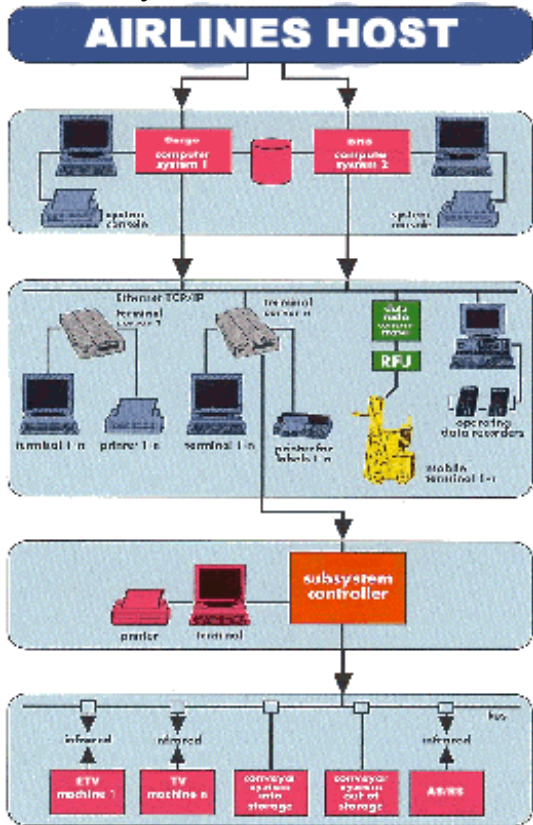 AIRLINES HOST
Cargo
computer
system 1
computer
system 2
system
console
system
console
Ethernet TCP/IP
terminal
server 1
terminal
server n
data
radio
RFU
terminal 1-n
printer 1-n
terminal 1-n
printer for
labels 1-n
mobile
terminal 1-n
operating
data recorders
subsystem
controller
printer
terminal
bus
infrared
infrared
infrared
ETV
machine 1
TV
machine n
conveyor
system
into
storage
conveyor
system
out of
storage
AS/RS